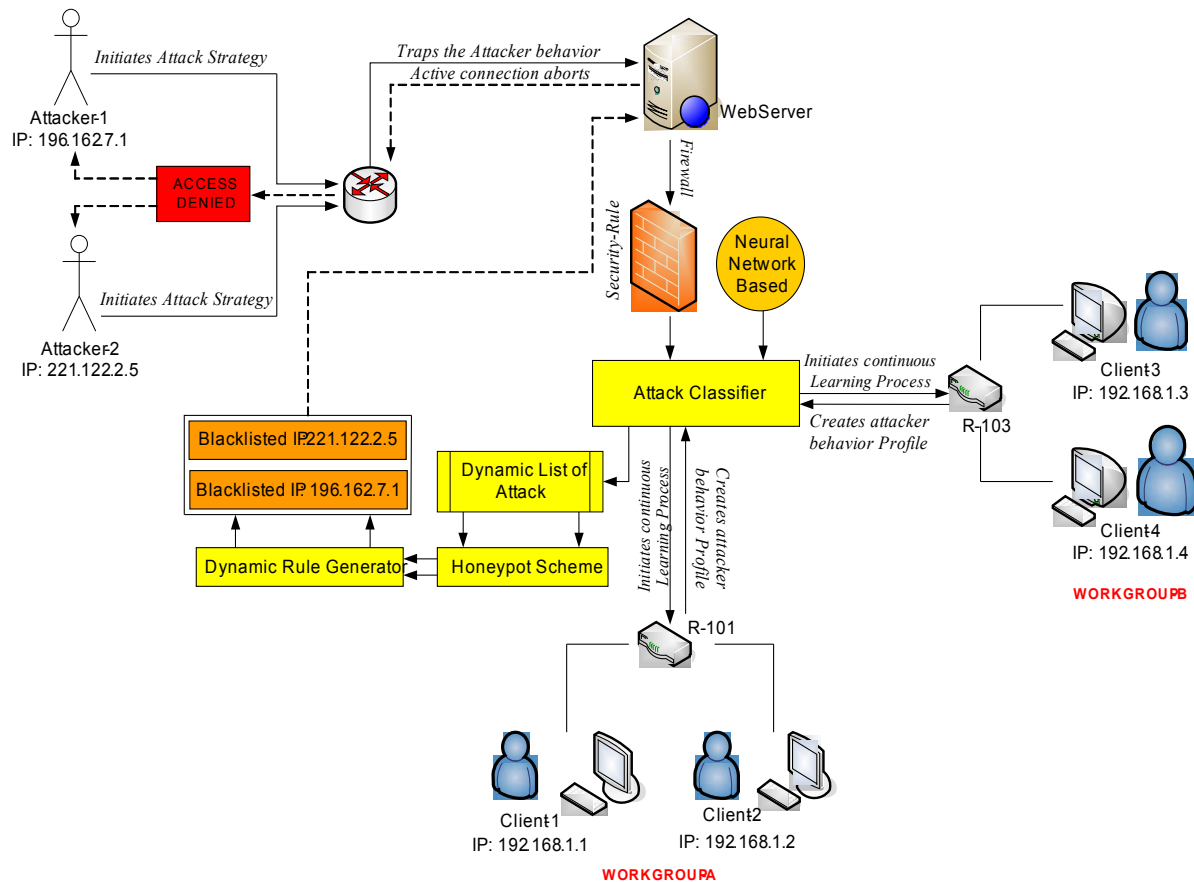 Initiates Attack Strategy
Attacker-1
IP: 196.162.7.1
Traps the Attacker behavior
Active connection aborts
WebServer
ACCESS
DENIED
Firewall
Security-Rule
Neural
Network
Based
Initiates Attack Strategy
Attacker-2
IP: 221.122.2.5
Attack Classifier
Initiates continuous
Learning Process
Creates attacker
behavior Profile
R-103
Client-3
IP: 192.168.1.3
Client-4
IP: 192.168.1.4
WORKGROUPB
Blacklisted IP:221.122.2.5
Blacklisted IP: 196.162.7.1
Dynamic List of
Attack
Dynamic Rule Generator
Honeypot Scheme
Initiates continuous
Learning Process
Creates attacker
behavior Profile
R-101
Client-1
IP: 192.168.1.1
Client-2
IP: 192.168.1.2
WORKGROUPA